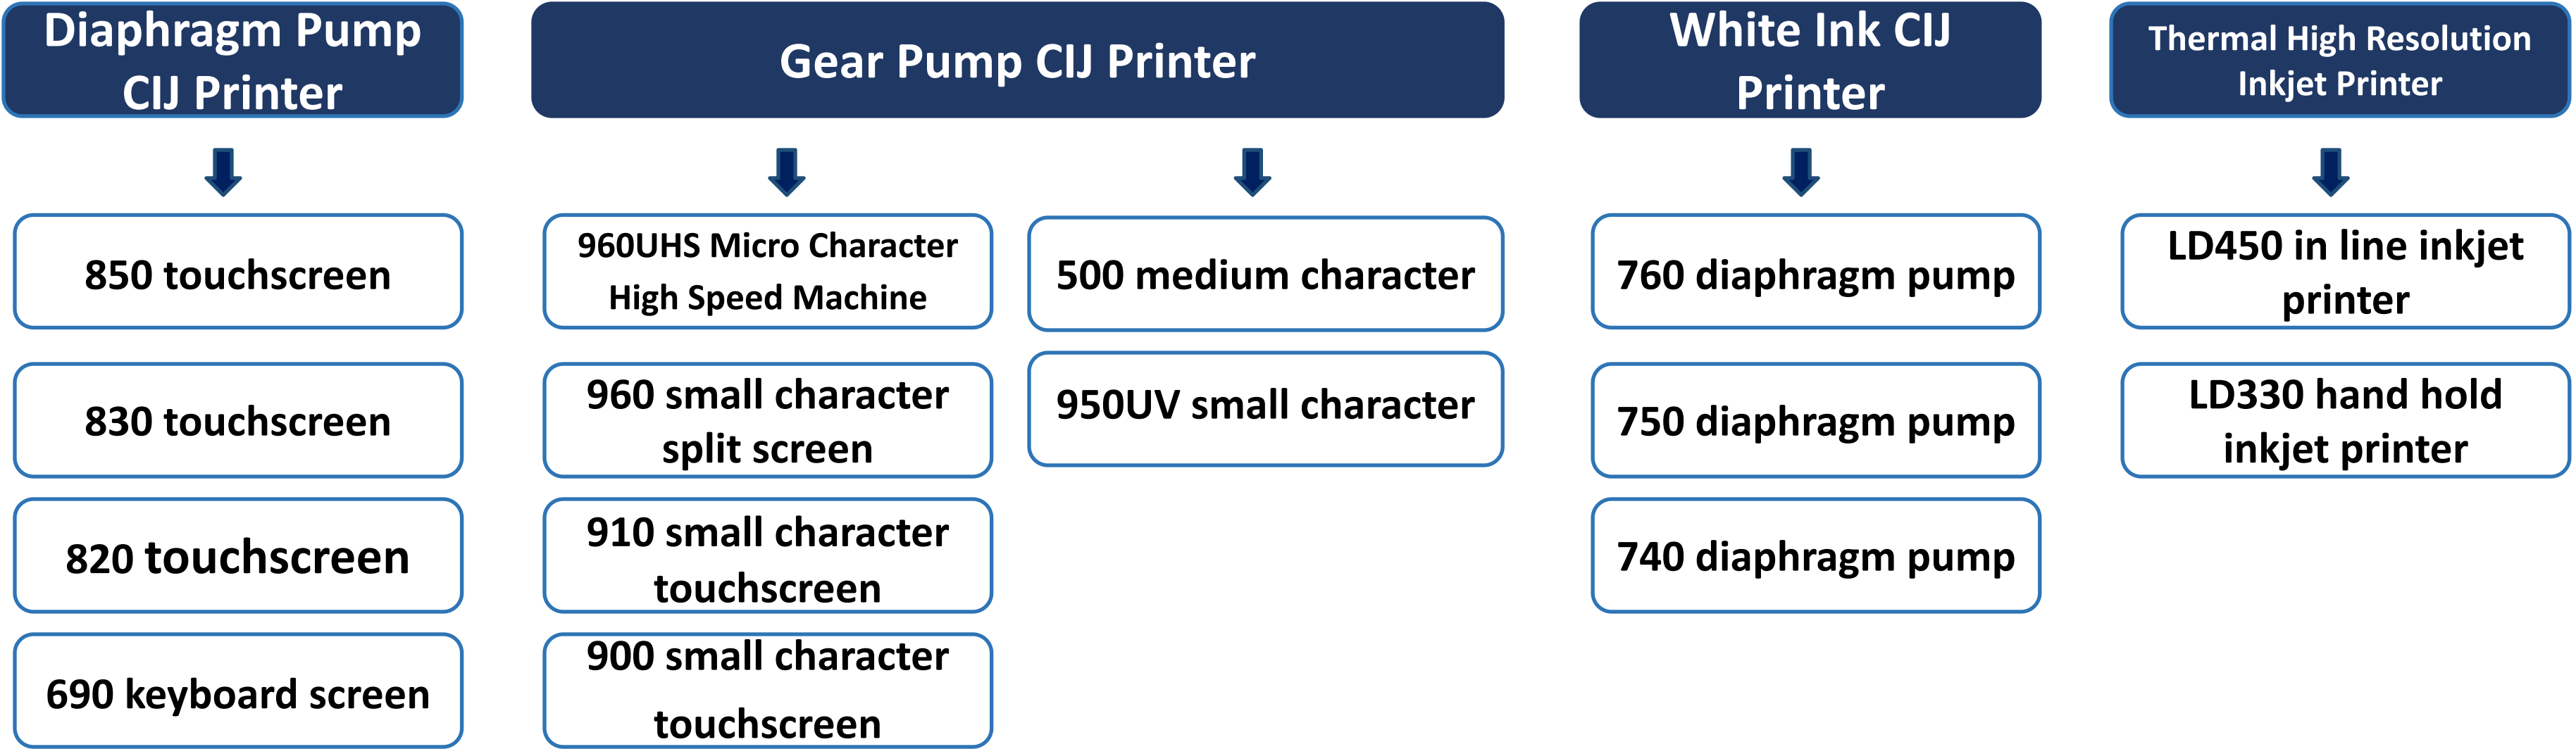 Diaphragm Pump
CIJ Printer
850 touchscreen
830 touchscreen
820 touchscreen
690 keyboard screen
Gear Pump CIJ Printer
960UHS Micro Character
High Speed Machine
960 small character
split screen
910 small character
touchscreen
900 small character
touchscreen
500 medium character
950UV small character
White Ink CIJ
Printer
760 diaphragm pump
750 diaphragm pump
740 diaphragm pump
Thermal High Resolution
Inkjet Printer
LD450 in line inkjet
printer
LD330 hand hold
inkjet printer